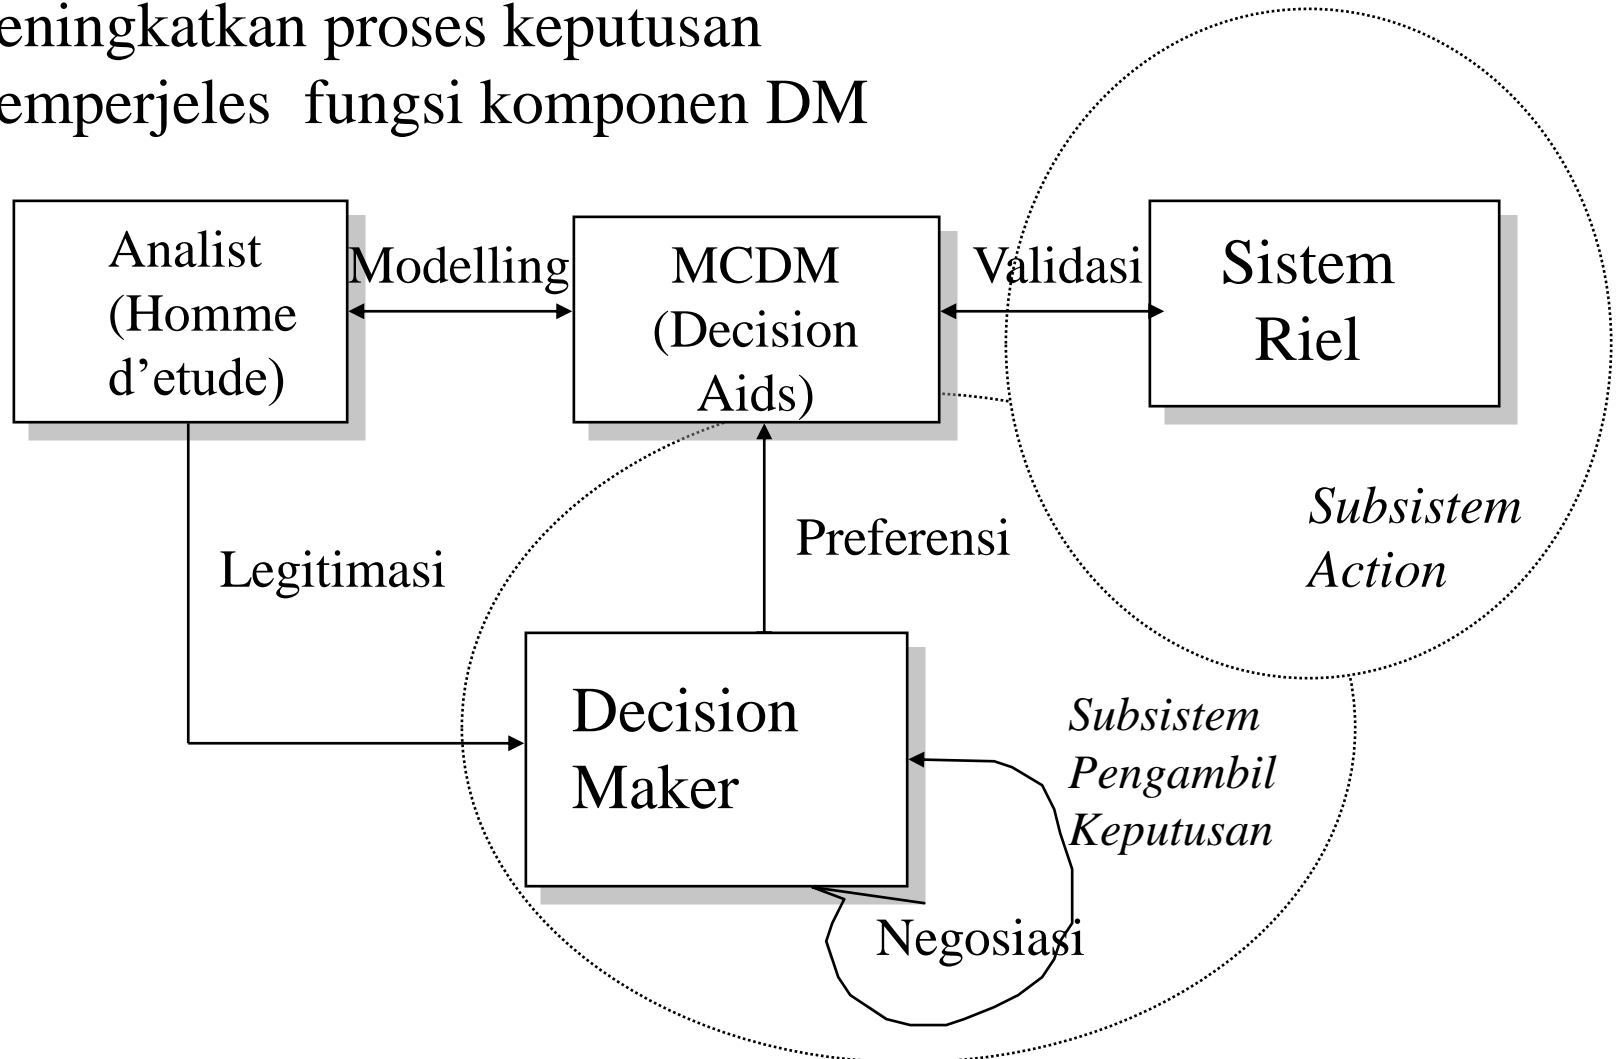 eningkatkan proses keputusan
emperjeles fungsi komponen DM
Analist
(Homme
d’etude)
Modelling
MCDM
(Decision
Aids)
Validasi
Sistem
Riel
Subsistem
Action
Preferensi
Legitimasi
Decision
Maker
Subsistem
Pengambil
Keputusan
Negosiasi